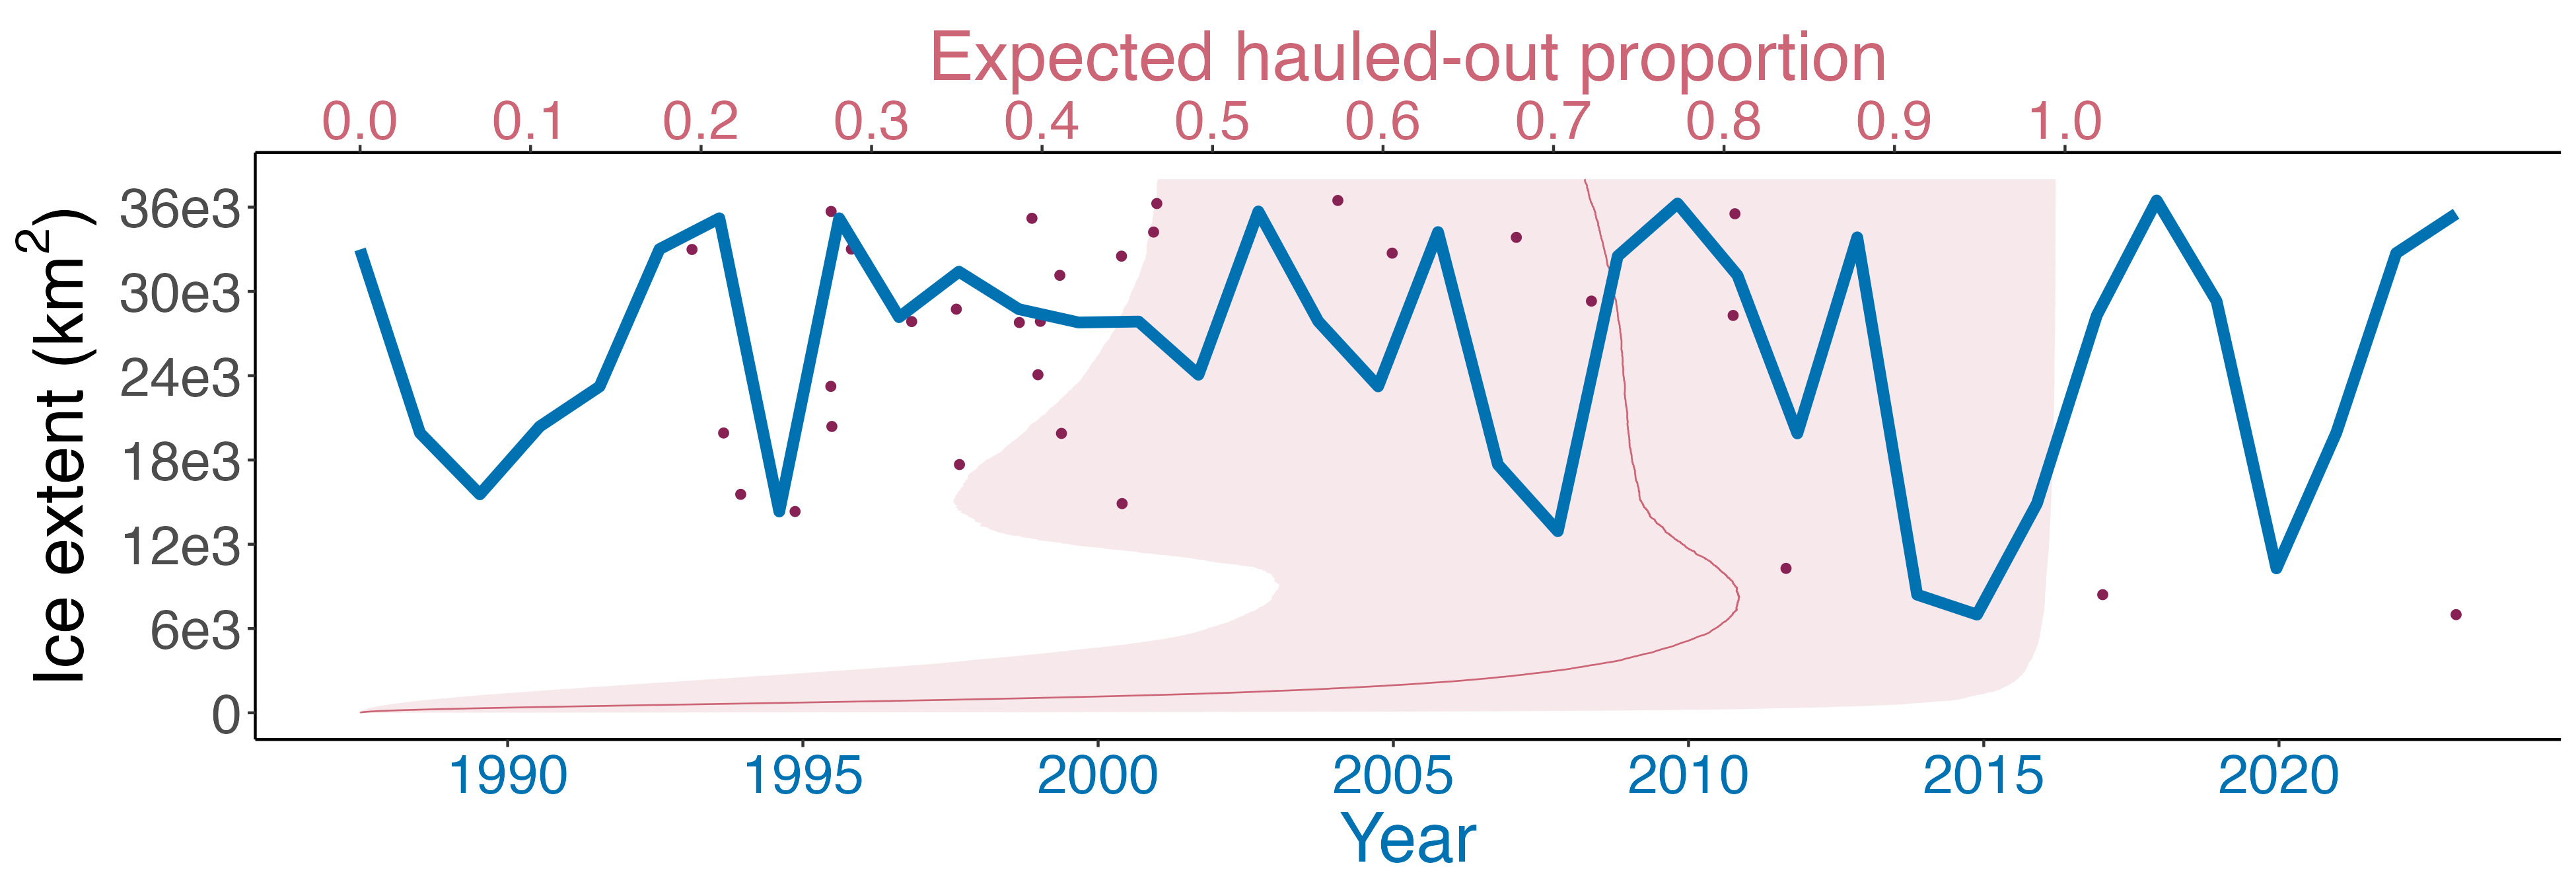 Expected hauled-out proportion
0.0 0.1 0.2 0.3 0.4 0.5 0.6 0.7 0.8 0.9 1.0
Ice extent (km²)
36e3
30e3
24e3
18e3
12e3
6e3
0
1990 1995 2000 2005 2010 2015 2020
Year